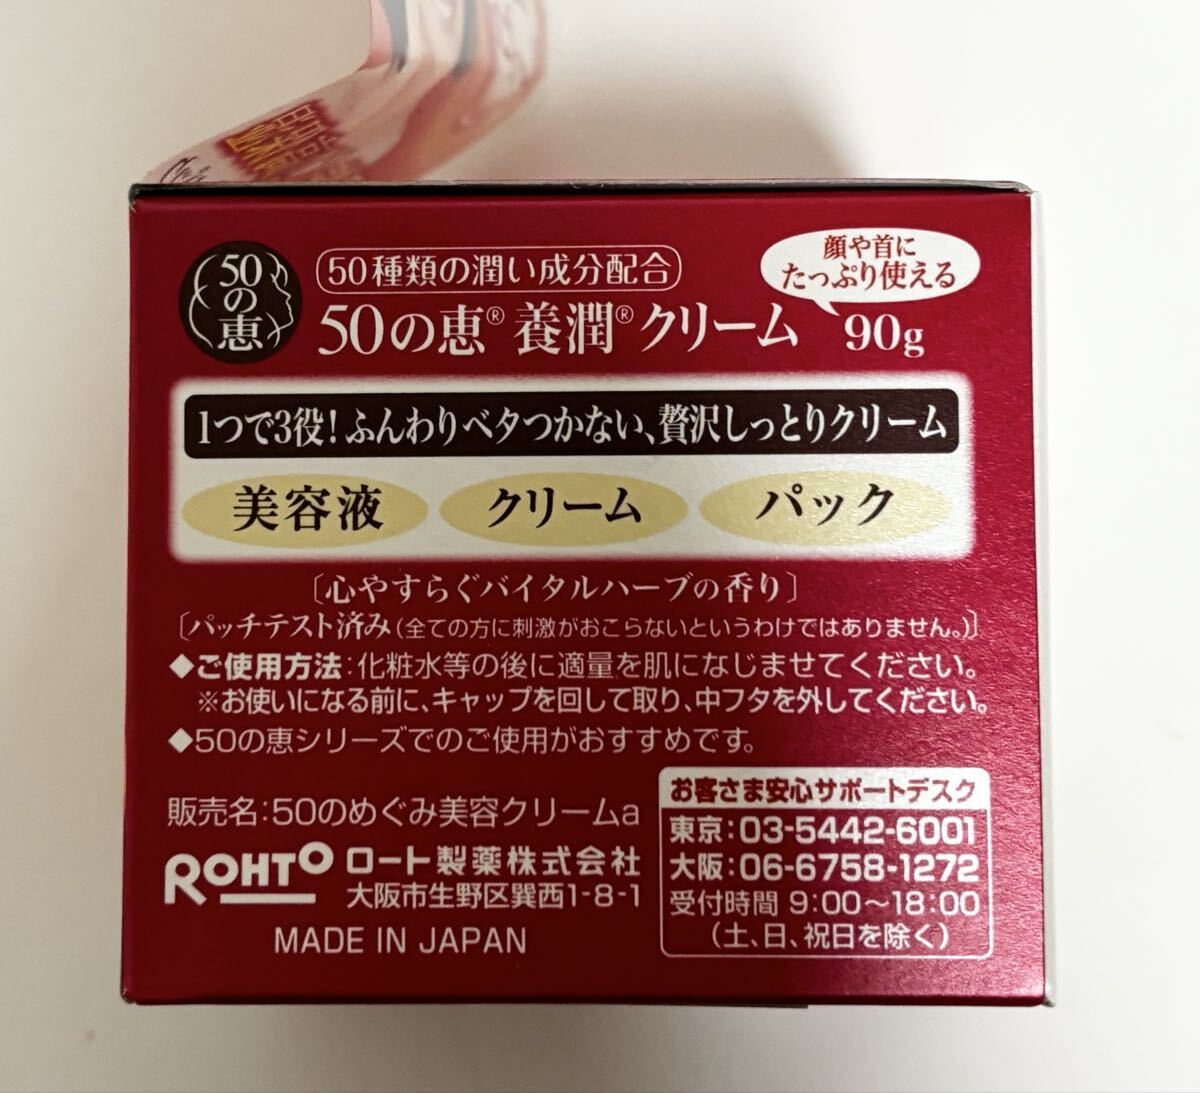 50の恵
50種類の潤い成分配合
顔や首に
たっぷり使える
50の恵® 養潤® クリーム 90g
1つで3役！ふんわりベタつかない、贅沢しっとりクリーム
美容液 クリーム パック
〔心やすらぐバイタルハーブの香り〕
〔パッチテスト済み（全ての方に刺激がおこらないというわけではありません。）〕
◆ご使用方法：化粧水等の後に適量を肌になじませてください。
※お使いになる前に、キャップを回して取り、中フタを外してください。
◆50の恵シリーズでのご使用がおすすめです。
販売名：50のめぐみ美容クリームa
ROHTO ロート製薬株式会社
大阪市生野区巽西1-8-1
MADE IN JAPAN
お客さま安心サポートデスク
東京：03-5442-6001
大阪：06-6758-1272
受付時間 9:00〜18:00
（土、日、祝日を除く）